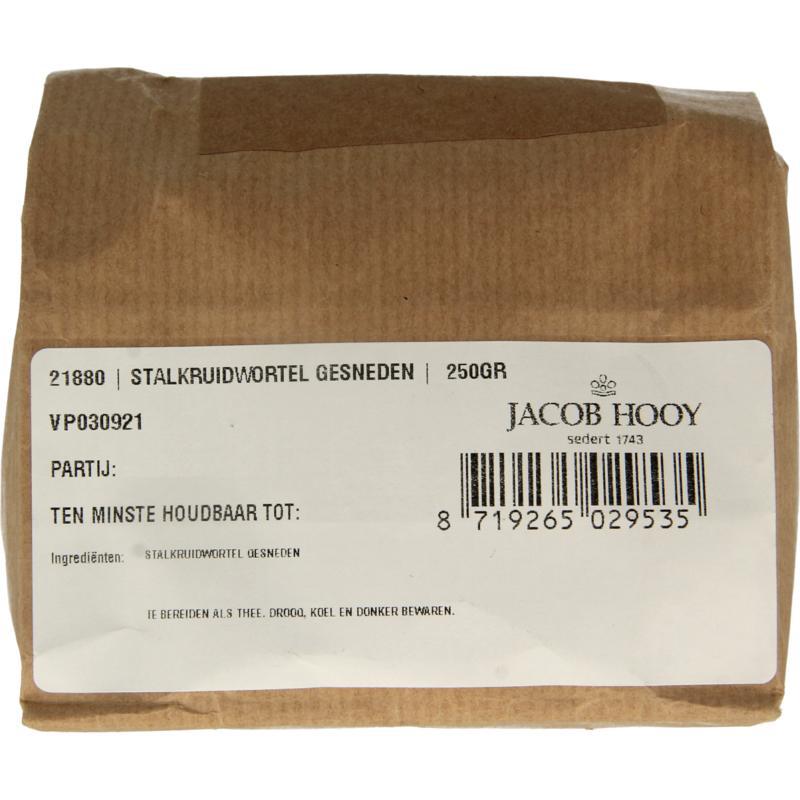 21880 | STALKRUIDWORTEL GESNEDEN | 250GR
VP030921
JACOB HOOY
sedert 1743
PARTIJ:
TEN MINSTE HOUDBAAR TOT:
8 719265 029535
Ingrediënten: STALKRUIDWORTEL GESNEDEN
TE BEREIDEN ALS THEE. DROOG, KOEL EN DONKER BEWAREN.